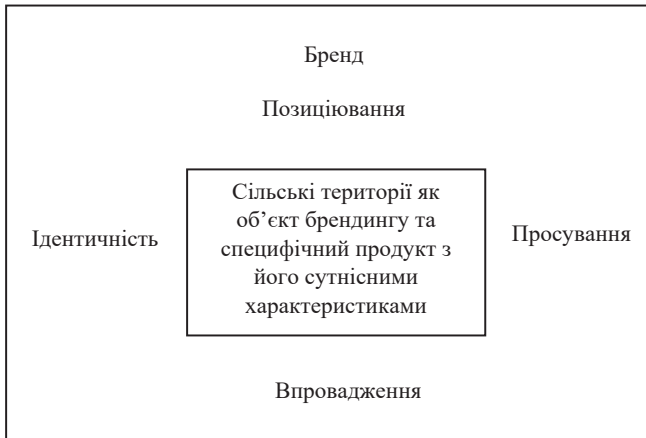 Бренд
Позиціювання
Сільські території як
об’єкт брендингу та
специфічний продукт з
його сутнісними
характеристиками
Ідентичність
Просування
Впровадження